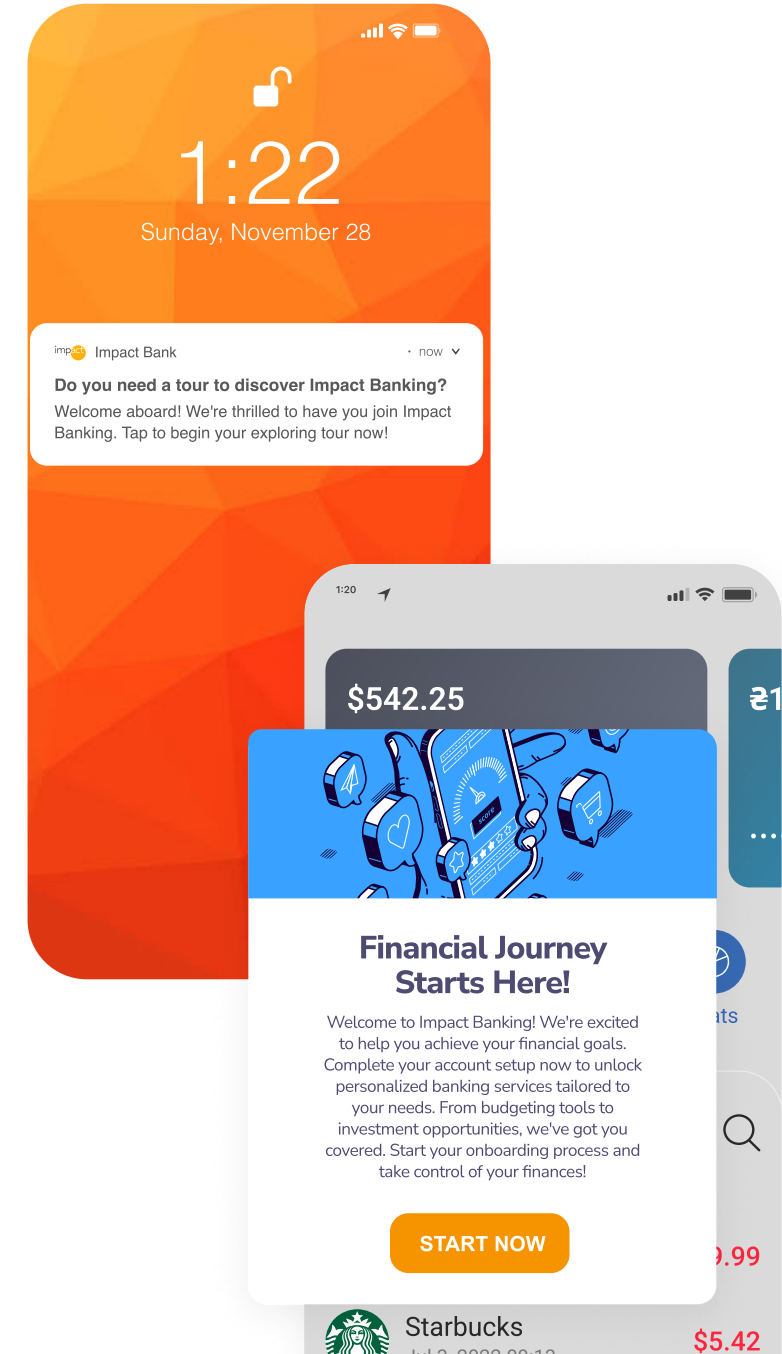 1:22
Sunday, November 28
impact Impact Bank · now
Do you need a tour to discover Impact Banking?
Welcome aboard! We're thrilled to have you join Impact
Banking. Tap to begin your exploring tour now!
1:20
$542.25
₴1
score
Financial Journey
Starts Here!
Welcome to Impact Banking! We're excited
to help you achieve your financial goals.
Complete your account setup now to unlock
personalized banking services tailored to
your needs. From budgeting tools to
investment opportunities, we've got you
covered. Start your onboarding process and
take control of your finances!
START NOW
ats
9.99
Starbucks
$5.42